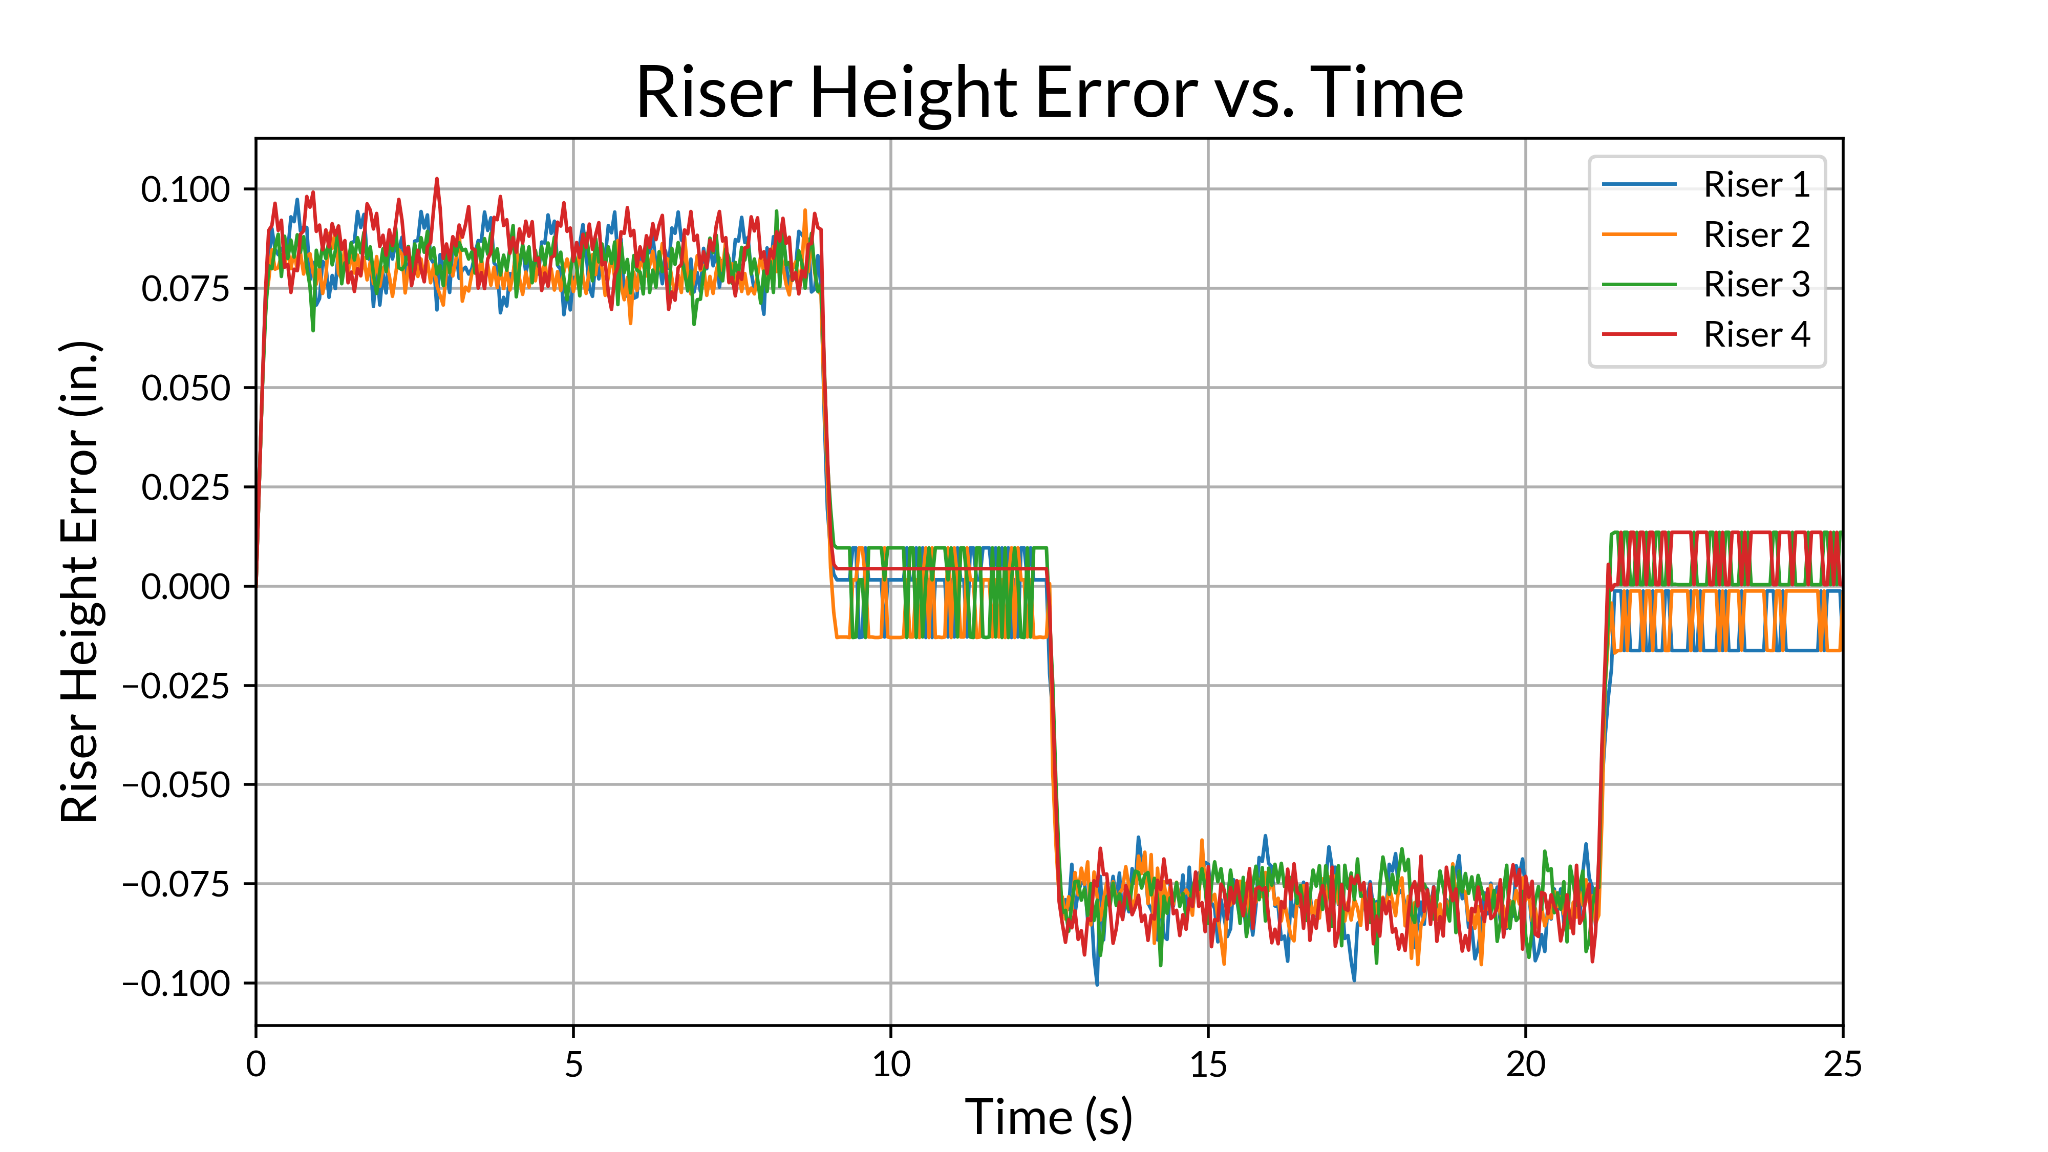 Riser Height Error vs. Time
Riser Height Error (in.)
0.100
0.075
0.050
0.025
0.000
−0.025
−0.050
−0.075
−0.100
Riser 1
Riser 2
Riser 3
Riser 4
0 5 10 15 20 25
Time (s)